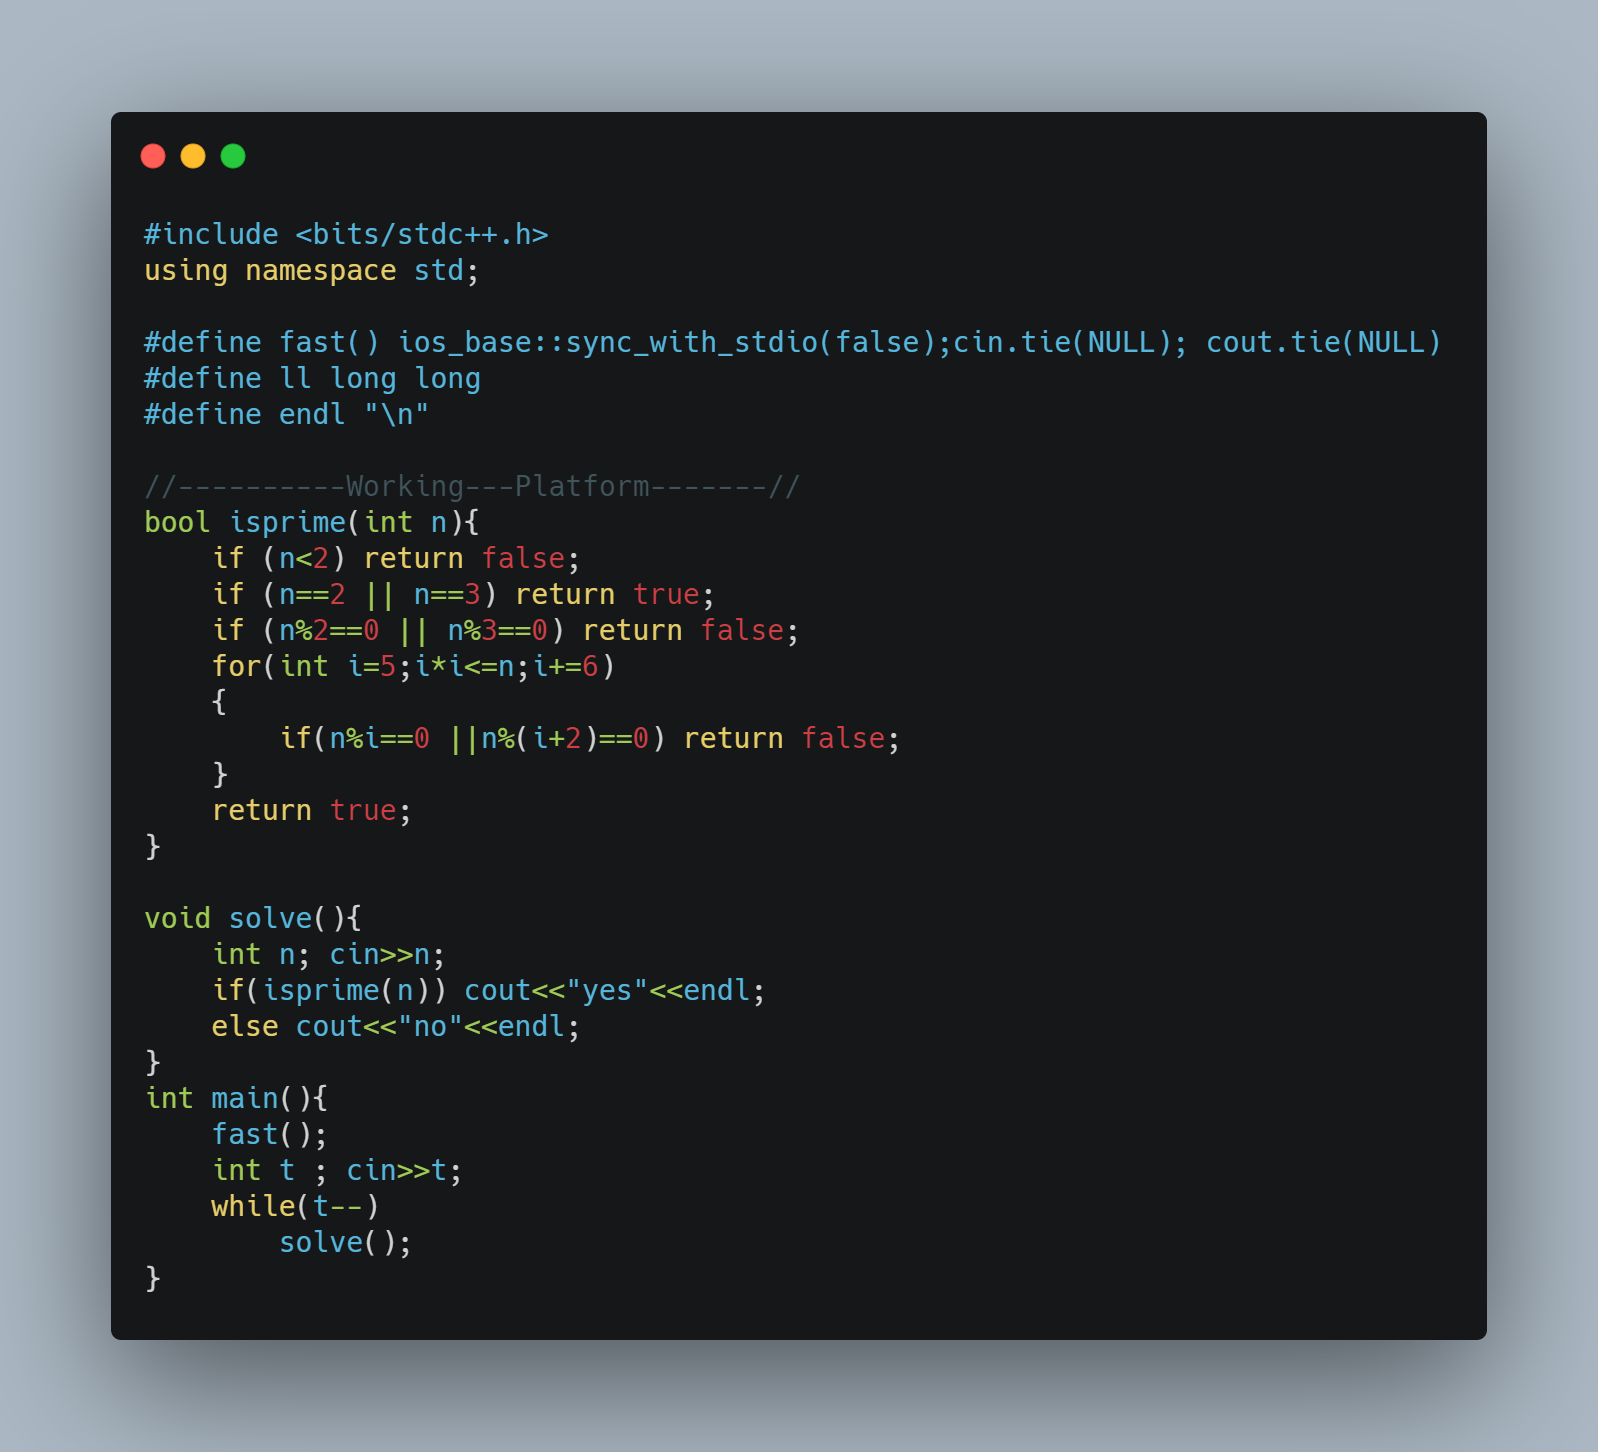 #include <bits/stdc++.h>
using namespace std;

#define fast() ios_base::sync_with_stdio(false);cin.tie(NULL); cout.tie(NULL)
#define ll long long
#define endl "\n"

//----------Working---Platform-------//
bool isprime(int n){
    if (n<2) return false;
    if (n==2 || n==3) return true;
    if (n%2==0 || n%3==0) return false;
    for(int i=5;i*i<=n;i+=6)
    {
        if(n%i==0 ||n%(i+2)==0) return false;
    }
    return true;
}

void solve(){
    int n; cin>>n;
    if(isprime(n)) cout<<"yes"<<endl;
    else cout<<"no"<<endl;
}
int main(){
    fast();
    int t ; cin>>t;
    while(t--)
        solve();
}